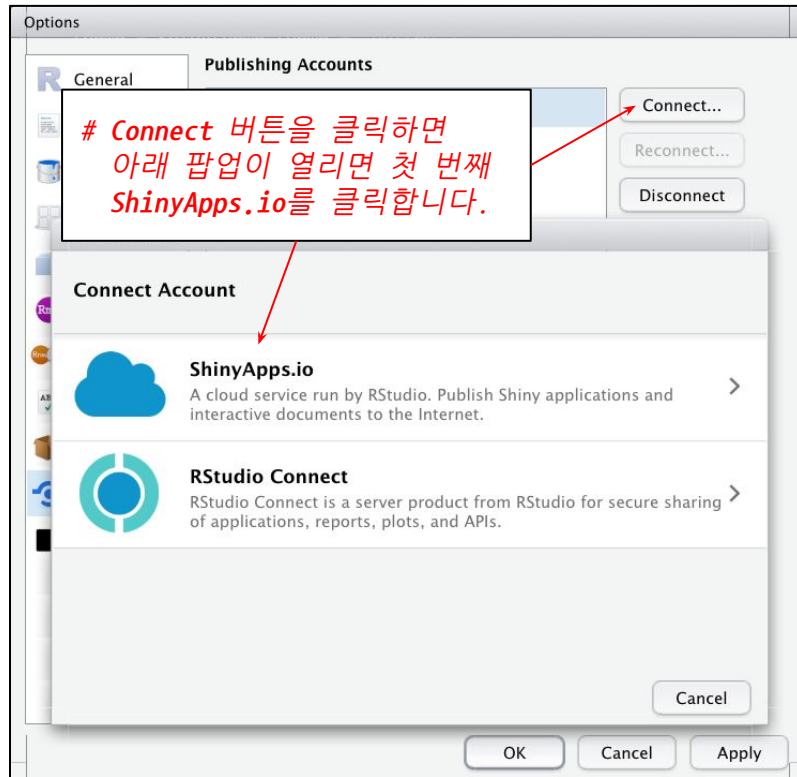 Options
General
Publishing Accounts
Connect...
Reconnect...
Disconnect
# Connect 버튼을 클릭하면
아래 팝업이 열리면 첫 번째
ShinyApps.io를 클릭합니다.
Connect Account
ShinyApps.io
A cloud service run by RStudio. Publish Shiny applications and
interactive documents to the Internet.
RStudio Connect
RStudio Connect is a server product from RStudio for secure sharing
of applications, reports, plots, and APIs.
Cancel
OK
Cancel
Apply